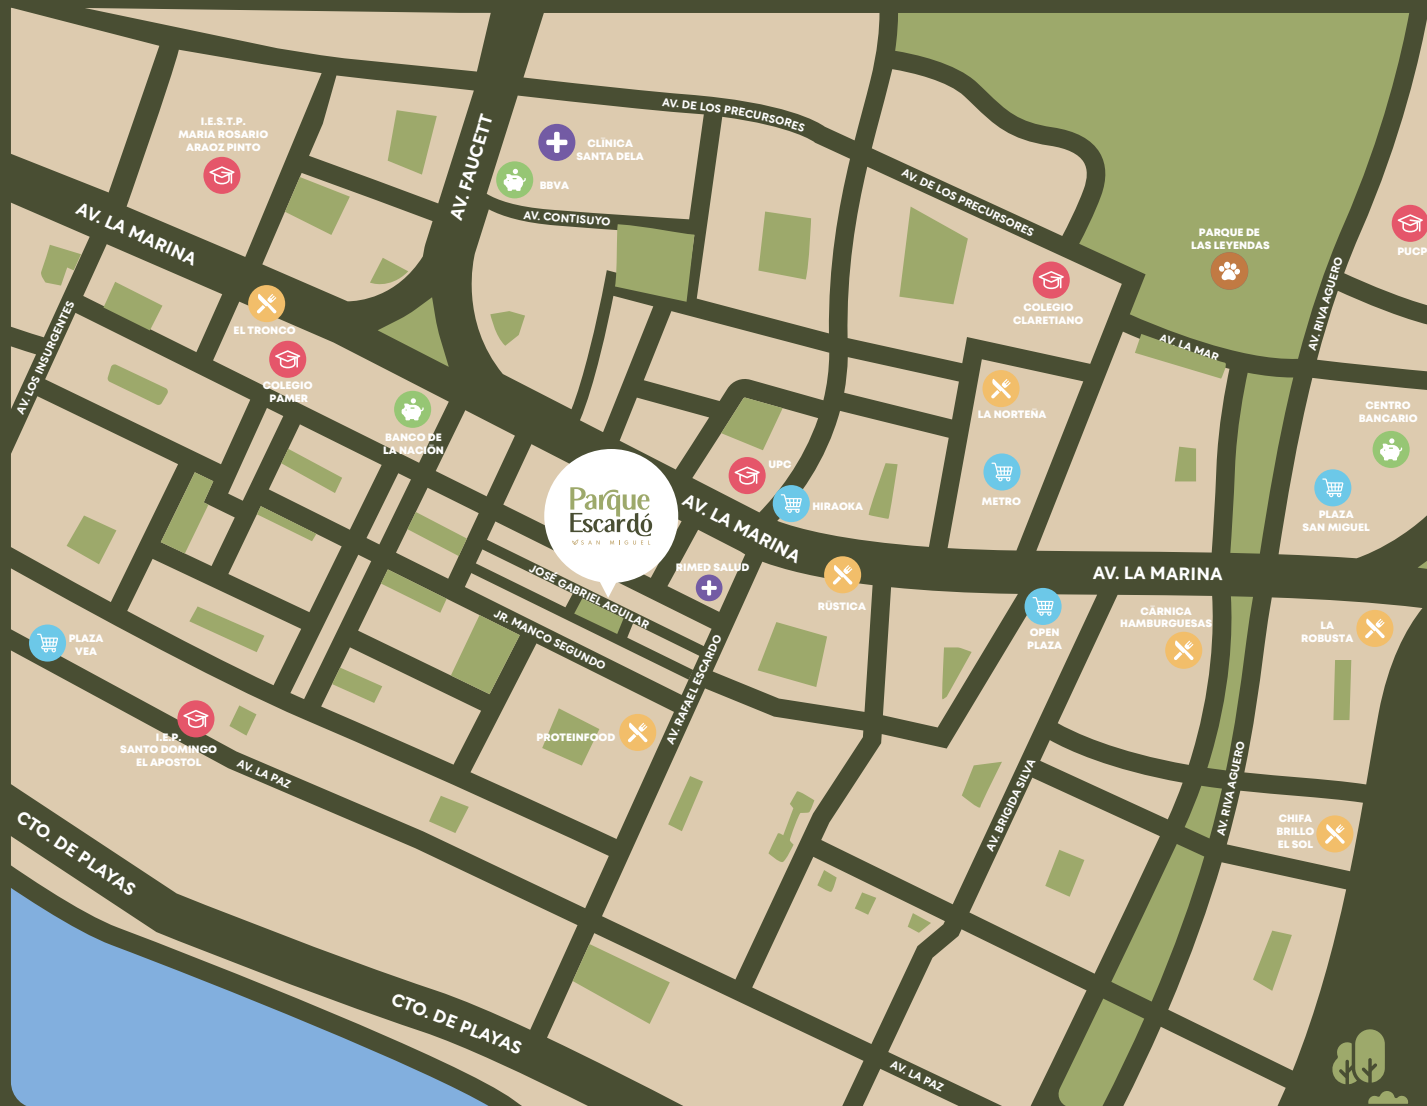 AV. DE LOS PRECURSORES
I.E.S.T.P.
MARIA ROSARIO
ARAOZ PINTO
AV. FAUCETT
CLÍNICA
SANTA DELA
BBVA
AV. CONTISUYO
AV. DE LOS PRECURSORES
PARQUE DE
LAS LEYENDAS
PUCP
AV. LA MARINA
EL TRONCO
COLEGIO
PAMER
AV. LOS INSURGENTES
COLEGIO
CLARETIANO
AV. LA MAR
AV. RIVA AGUERO
LA NORTEÑA
METRO
CENTRO
BANCARIO
PLAZA
SAN MIGUEL
BANCO DE
LA NACIÓN
UPC
HIRAOKA
Parque
Escardó
SAN MIGUEL
AV. LA MARINA
RIMED SALUD
RÚSTICA
AV. LA MARINA
OPEN
PLAZA
CÁRNICA
HAMBURGUESAS
LA
ROBUSTA
JOSÉ GABRIEL AGUILAR
JR. MANCO SEGUNDO
AV. RAFAEL ESCARDO
PLAZA
VEA
I.E.P.
SANTO DOMINGO
EL APOSTOL
AV. LA PAZ
PROTEINFOOD
AV. BRIGIDA SILVA
AV. RIVA AGUERO
CHIFA
BRILLO
EL SOL
CTO. DE PLAYAS
CTO. DE PLAYAS
AV. LA PAZ